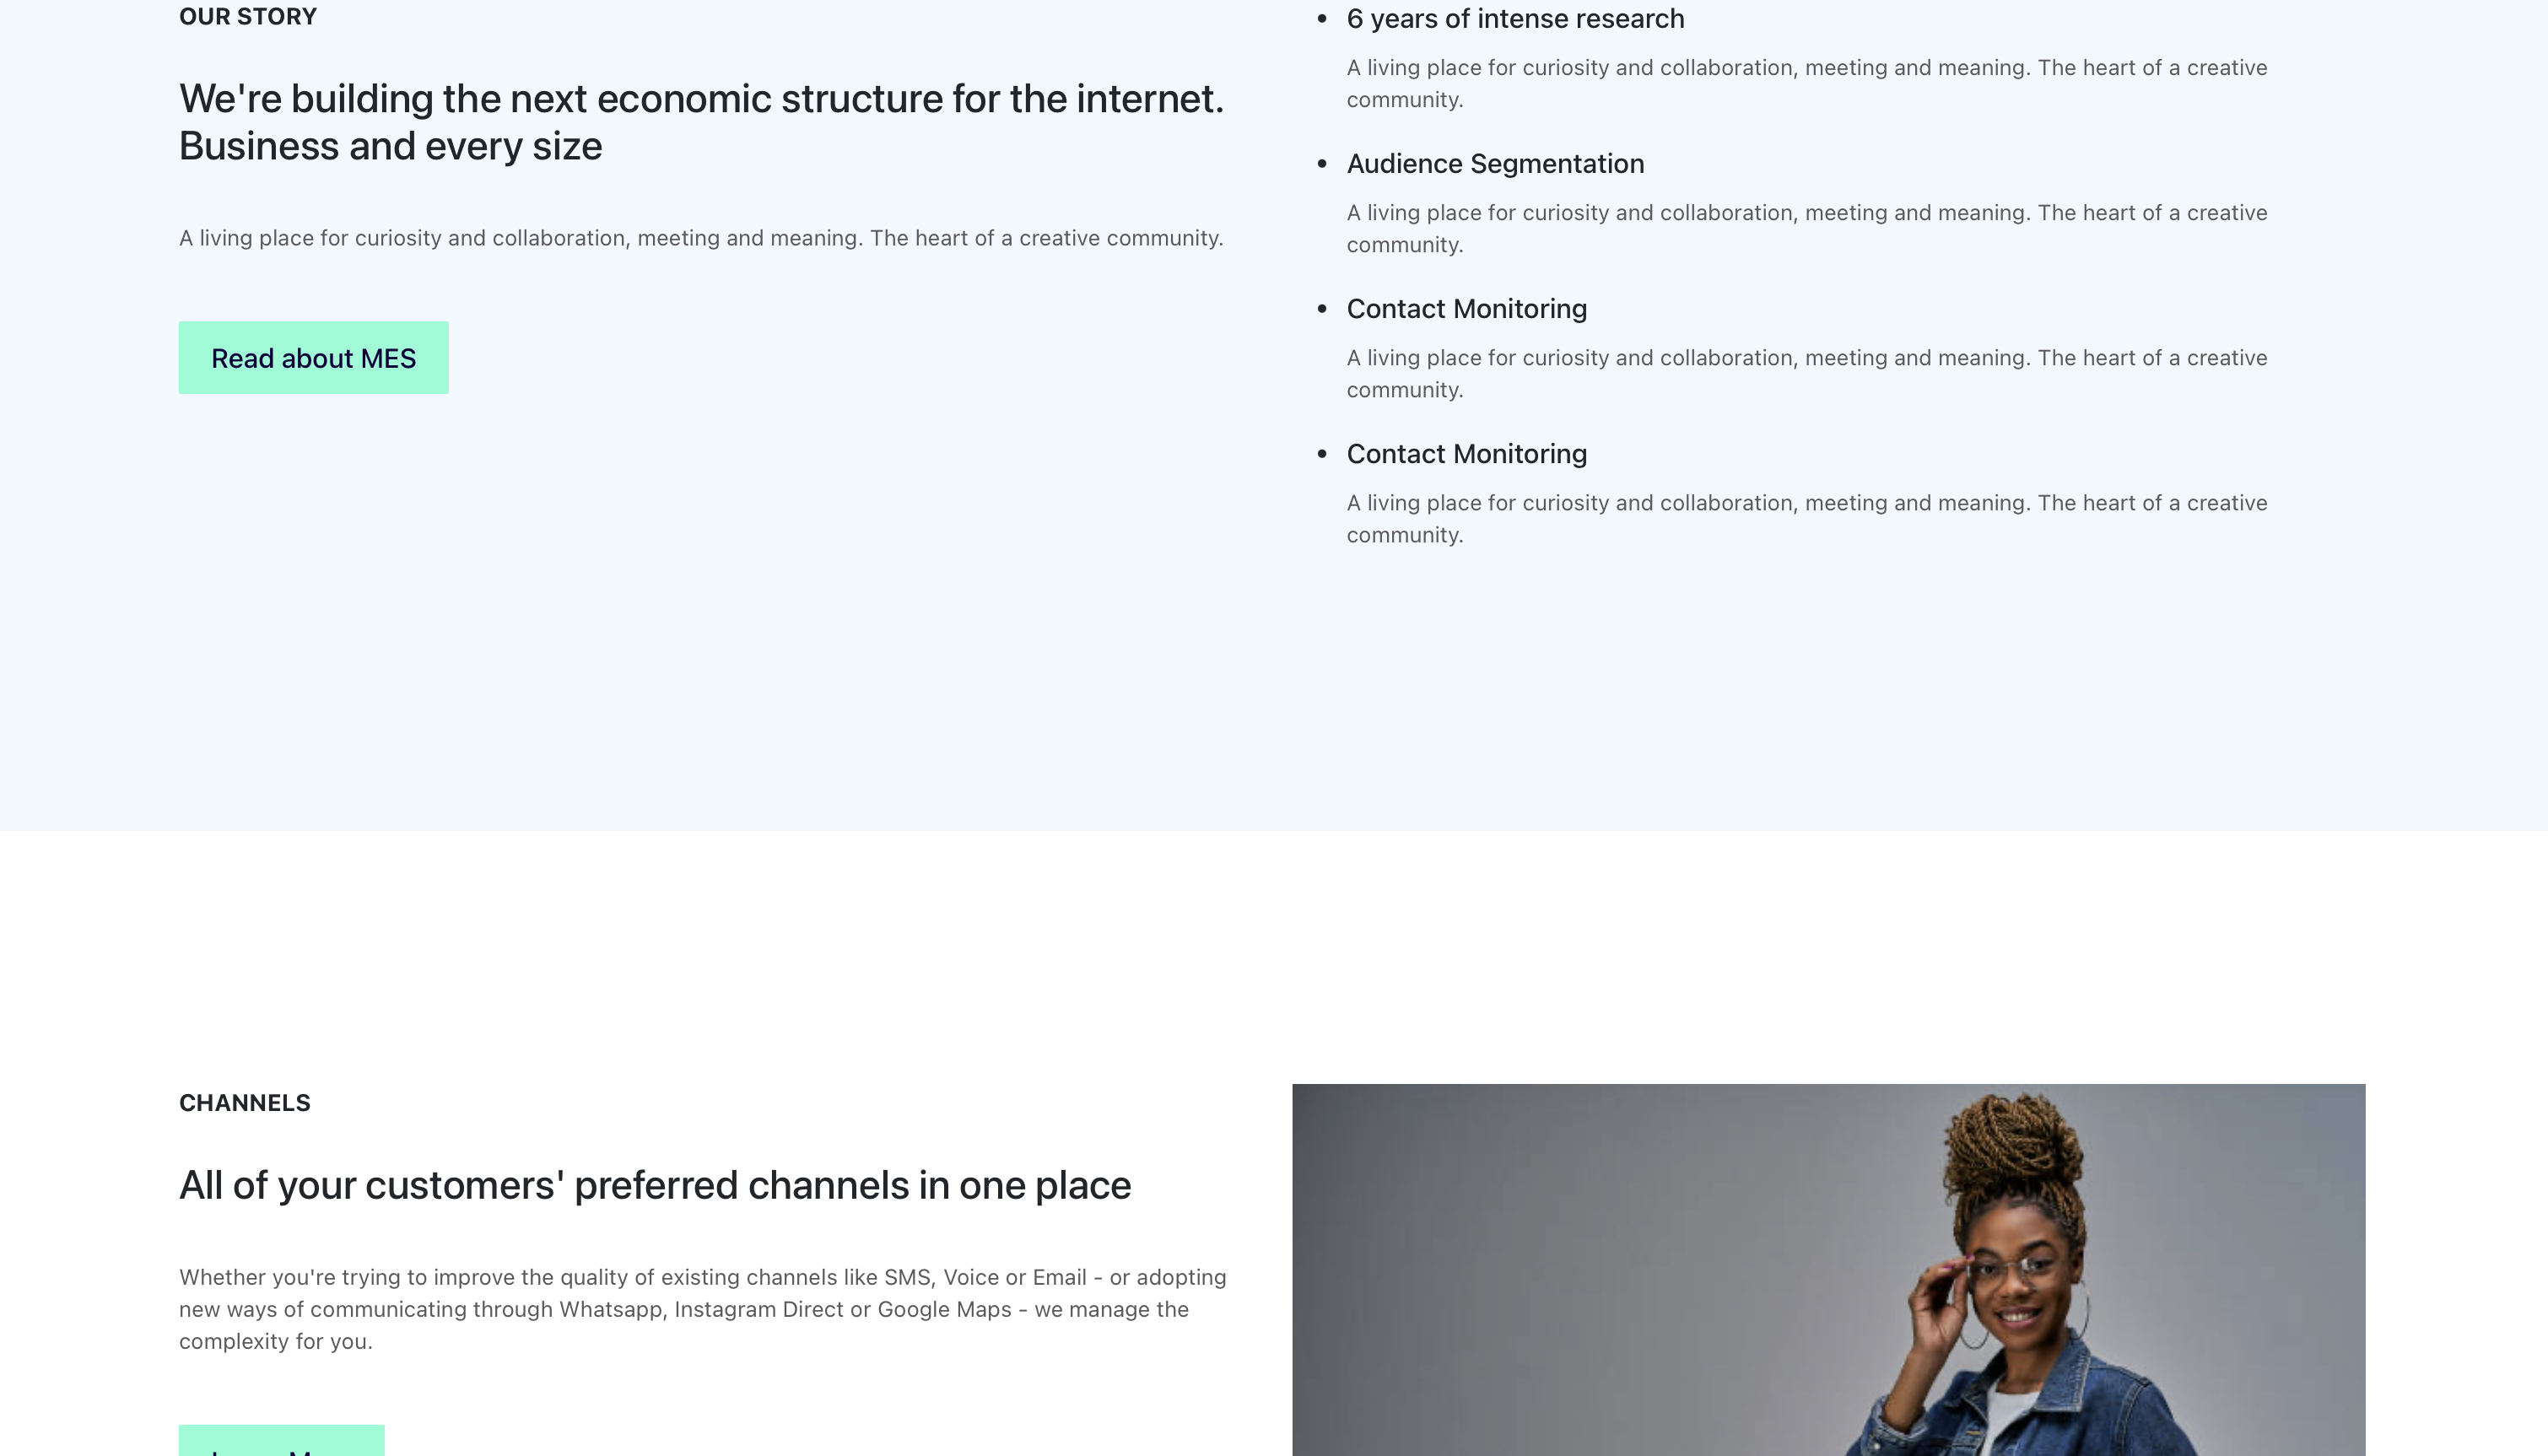 OUR STORY
We're building the next economic structure for the internet.
Business and every size
A living place for curiosity and collaboration, meeting and meaning. The heart of a creative community.
Read about MES
6 years of intense research
A living place for curiosity and collaboration, meeting and meaning. The heart of a creative
community.
Audience Segmentation
A living place for curiosity and collaboration, meeting and meaning. The heart of a creative
community.
Contact Monitoring
A living place for curiosity and collaboration, meeting and meaning. The heart of a creative
community.
Contact Monitoring
A living place for curiosity and collaboration, meeting and meaning. The heart of a creative
community.
CHANNELS
All of your customers' preferred channels in one place
Whether you're trying to improve the quality of existing channels like SMS, Voice or Email - or adopting
new ways of communicating through Whatsapp, Instagram Direct or Google Maps - we manage the
complexity for you.